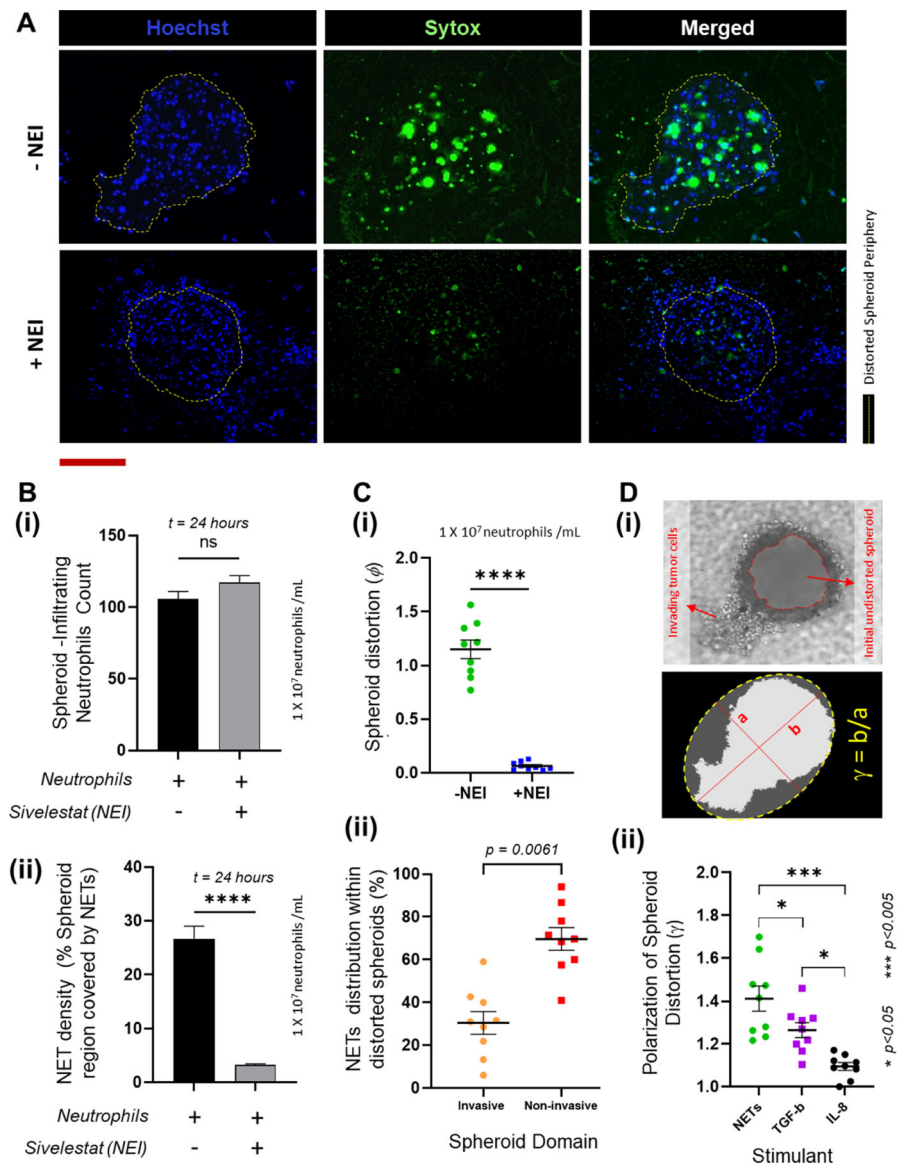 A
Hoechst
Sytox
Merged
- NEI
+ NEI
Distorted Spheroid Periphery
B
(i)
t = 24 hours
ns
Spheroid -Infiltrating
Neutrophils Count
150
100
50
0
1 X 10⁷ neutrophils /mL
Neutrophils + +
Sivelestat (NEI) - +
(ii)
t = 24 hours
****
NET density (% Spheroid
region covered by NETs)
40
30
20
10
0
1 X 10⁷ neutrophils /mL
Neutrophils + +
Sivelestat (NEI) - +
C
(i)
1 X 10⁷ neutrophils /mL
****
Spheroid distortion (ϕ)
2.0
1.5
1.0
0.5
0.0
-NEI +NEI
(ii)
p = 0.0061
NETs distribution within
distorted spheroids (%)
100
80
60
40
20
0
Invasive Non-invasive
Spheroid Domain
D
(i)
Invading tumor cells
Initial undistorted spheroid
a
b
γ = b/a
(ii)
***
*
*
Polarization of Spheroid
Distortion (γ)
2.0
1.8
1.6
1.4
1.2
1.0
NETs TGF-b IL-8
Stimulant
* p<0.05
*** p<0.005